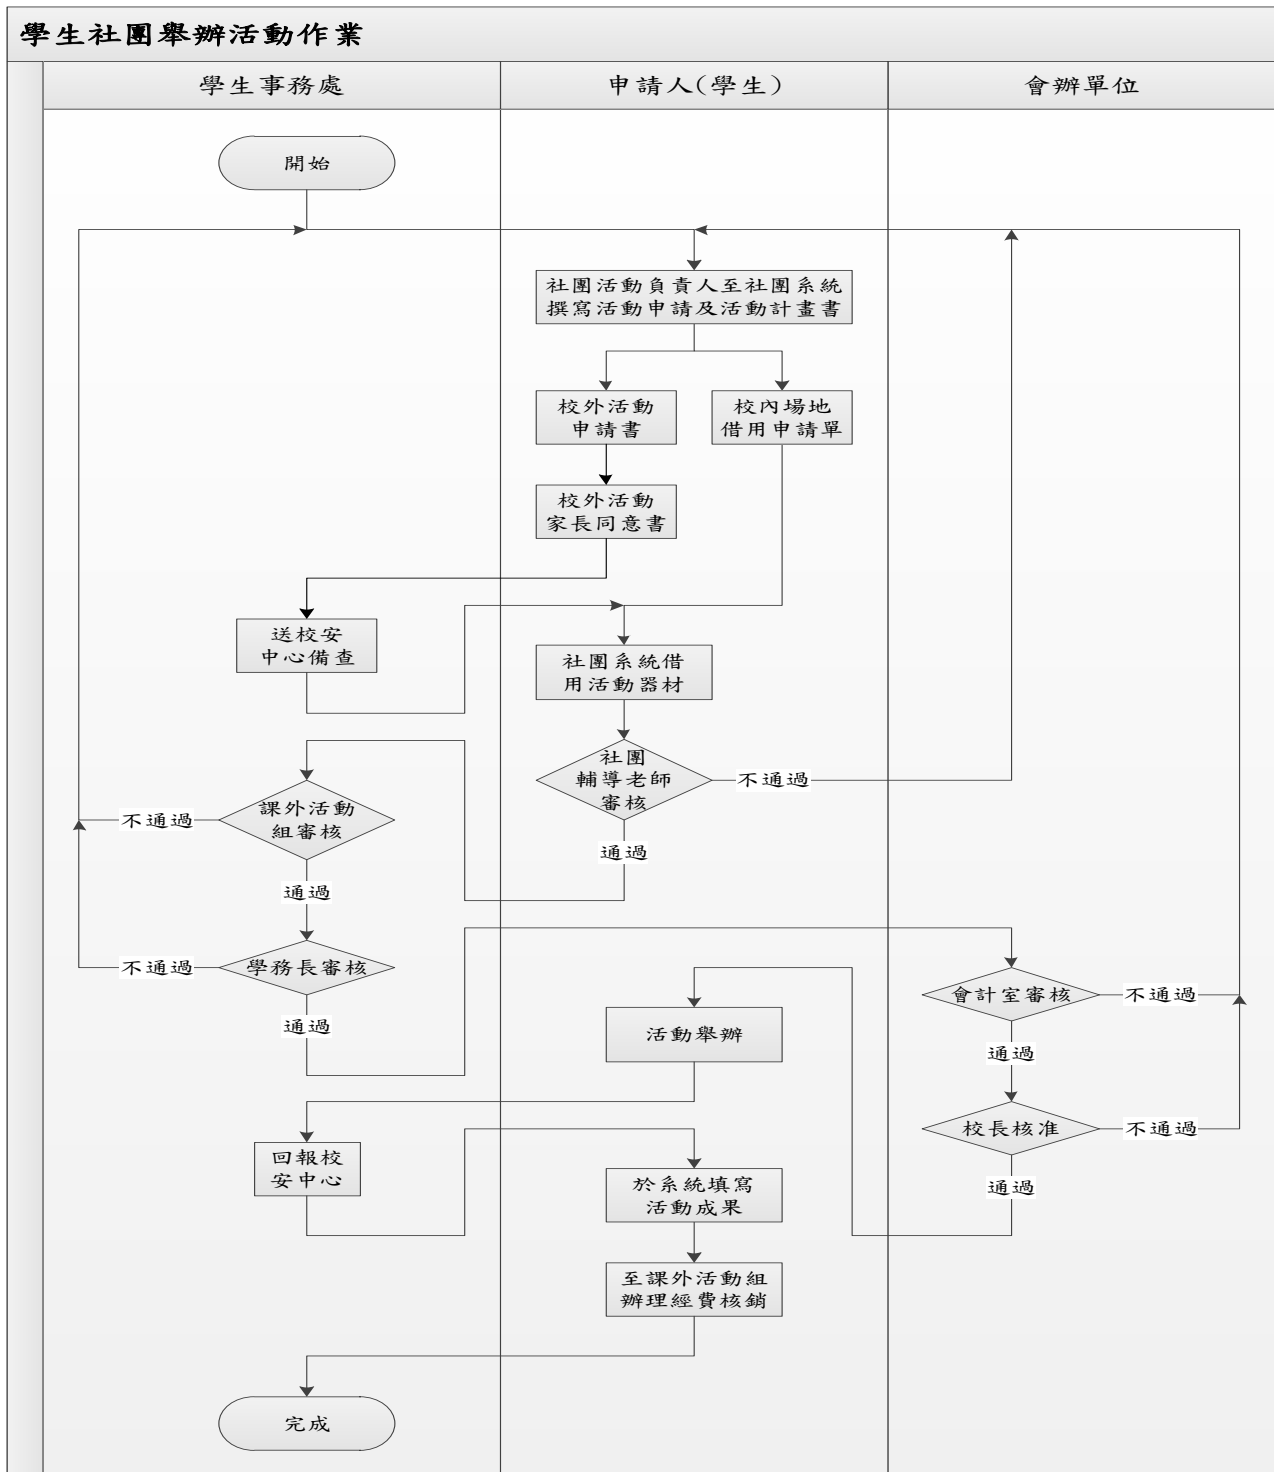 學生社團舉辦活動作業
學生事務處
申請人(學生)
會辦單位
開始
社團活動負責人至社團系統
撰寫活動申請及活動計畫書
校外活動
申請書
校內場地
借用申請單
校外活動
家長同意書
送校安
中心備查
社團系統借
用活動器材
社團
輔導老師
審核
不通過
通過
課外活動
組審核
不通過
通過
學務長審核
不通過
通過
會計室審核
不通過
通過
校長核准
不通過
通過
活動舉辦
回報校
安中心
於系統填寫
活動成果
至課外活動組
辦理經費核銷
完成